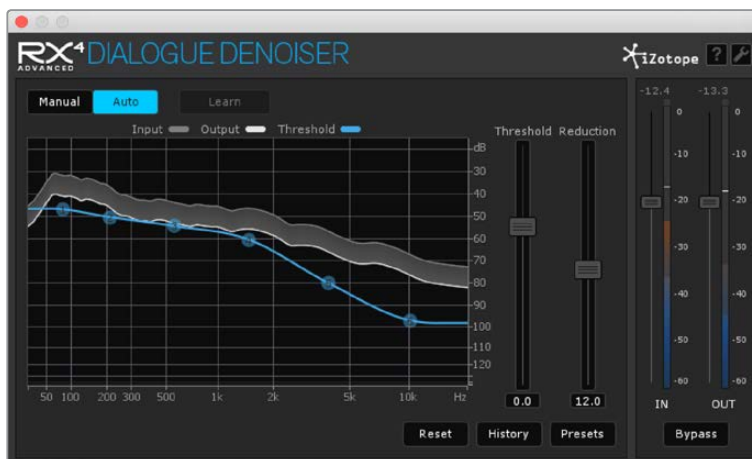 RX4 DIALOGUE DENOISER
ADVANCED
iZotope
?
Manual Auto Learn
Input Output Threshold
Threshold Reduction
-12.4 -13.3
dB
-30
40
-50
-60
-70
-80
-90
-100
-110
-120
50 100 200 300 500 1k 2k 5k 10k Hz
0.0 12.0
0 0
-10 -10
-20 -20
-30 -30
-40 -40
-50 -50
-60 -60
IN OUT
Reset History Presets Bypass